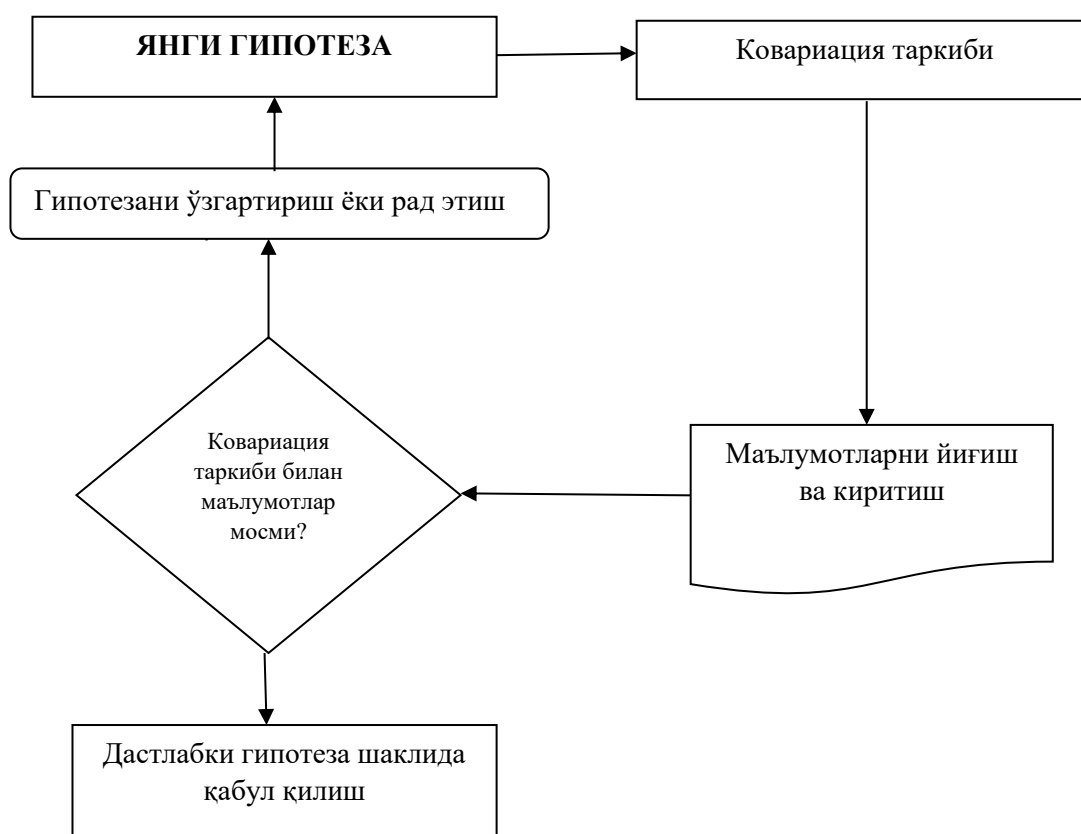 ЯНГИ ГИПОТЕЗА
Ковариация таркиби
Гипотезани ўзгартириш ёки рад этиш
Ковариация
таркиби билан
маълумотлар
мосми?
Маълумотларни йиғиш
ва киритиш
Дастлабки гипотеза шаклида
қабул қилиш